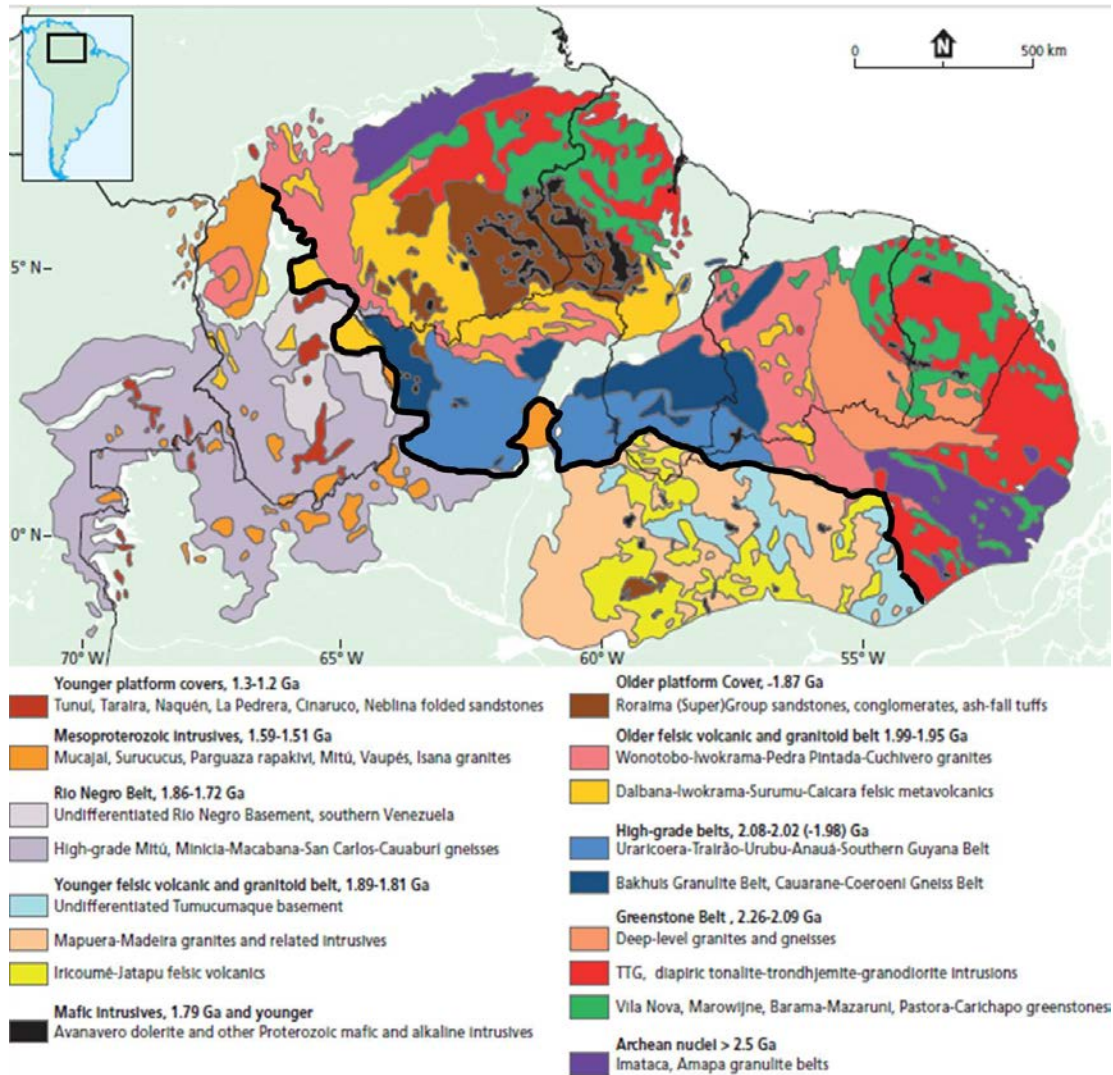 N
0 500 km
5° N
0° N
70° W 65° W 60° W 55° W
Younger platform covers, 1.3-1.2 Ga
Tunuí, Taraira, Naquén, La Pedrera, Cinaruco, Neblina folded sandstones
Mesoproterozoic intrusives, 1.59-1.51 Ga
Mucajai, Surucucus, Parguaza rapakivi, Mitú, Vaupés, Isana granites
Rio Negro Belt, 1.86-1.72 Ga
Undifferentiated Rio Negro Basement, southern Venezuela
High-grade Mitú, Minicia-Macabana-San Carlos-Cauaburi gneisses
Younger felsic volcanic and granitoid belt, 1.89-1.81 Ga
Undifferentiated Tumucumaque basement
Mapuera-Madeira granites and related intrusives
Iricoumé-Jatapu felsic volcanics
Mafic intrusives, 1.79 Ga and younger
Avanavero dolerite and other Proterozoic mafic and alkaline intrusives
Older platform Cover, -1.87 Ga
Roraima (Super)Group sandstones, conglomerates, ash-fall tuffs
Older felsic volcanic and granitoid belt 1.99-1.95 Ga
Wonotobo-Iwokrama-Pedra Pintada-Cuchivero granites
Dalbana-Iwokrama-Surumu-Caicara felsic metavolcanics
High-grade belts, 2.08-2.02 (-1.98) Ga
Uraricoera-Trairão-Urubu-Anauá-Southern Guyana Belt
Bakhuis Granulite Belt, Cauarane-Coeroeni Gneiss Belt
Greenstone Belt , 2.26-2.09 Ga
Deep-level granites and gneisses
TTG, diapiric tonalite-trondhjemite-granodiorite intrusions
Vila Nova, Marowijne, Barama-Mazaruni, Pastora-Carichapo greenstones
Archean nuclei > 2.5 Ga
Imataca, Amapa granulite belts